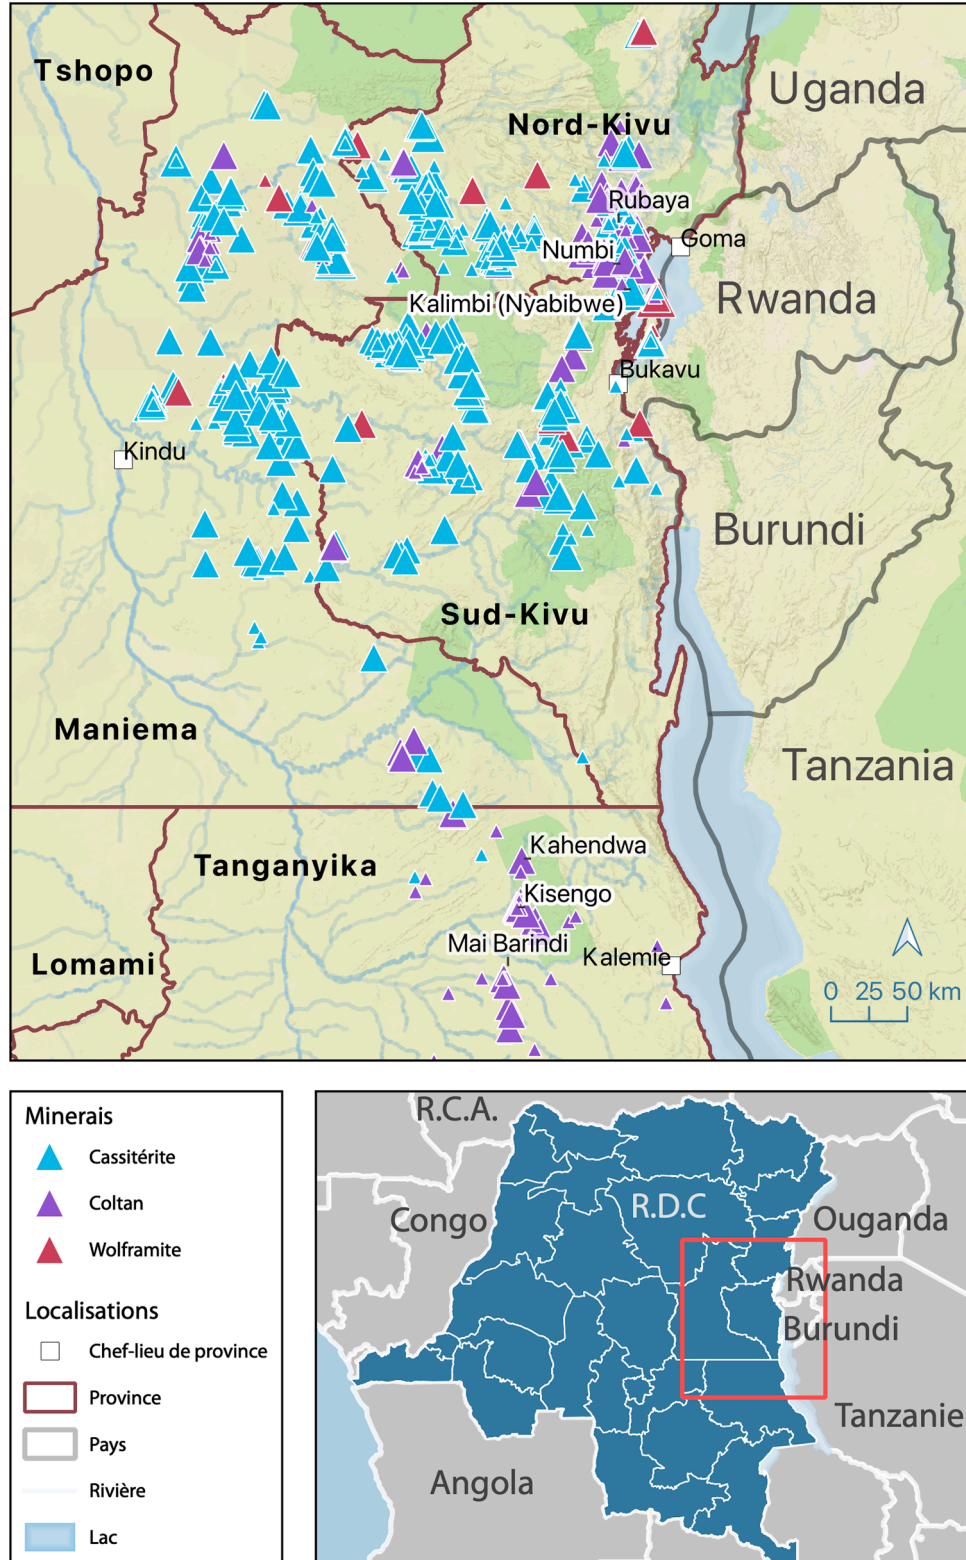 Tshopo
Uganda
Nord-Kivu
Rubaya
Goma
Numbi
Rwanda
Kalimbi (Nyabibwe)
Bukavu
Kindu
Burundi
Sud-Kivu
Maniema
Tanzania
Kahendwa
Tanganyika
Kisengo
Mai Barindi
Kalemie
Lomami
0 25 50 km
Minerais
Cassitérite
Coltan
Wolframite
Localisations
Chef-lieu de province
Province
Pays
Rivière
Lac
R.C.A.
R.D.C
Congo
Ouganda
Rwanda
Burundi
Tanzanie
Angola